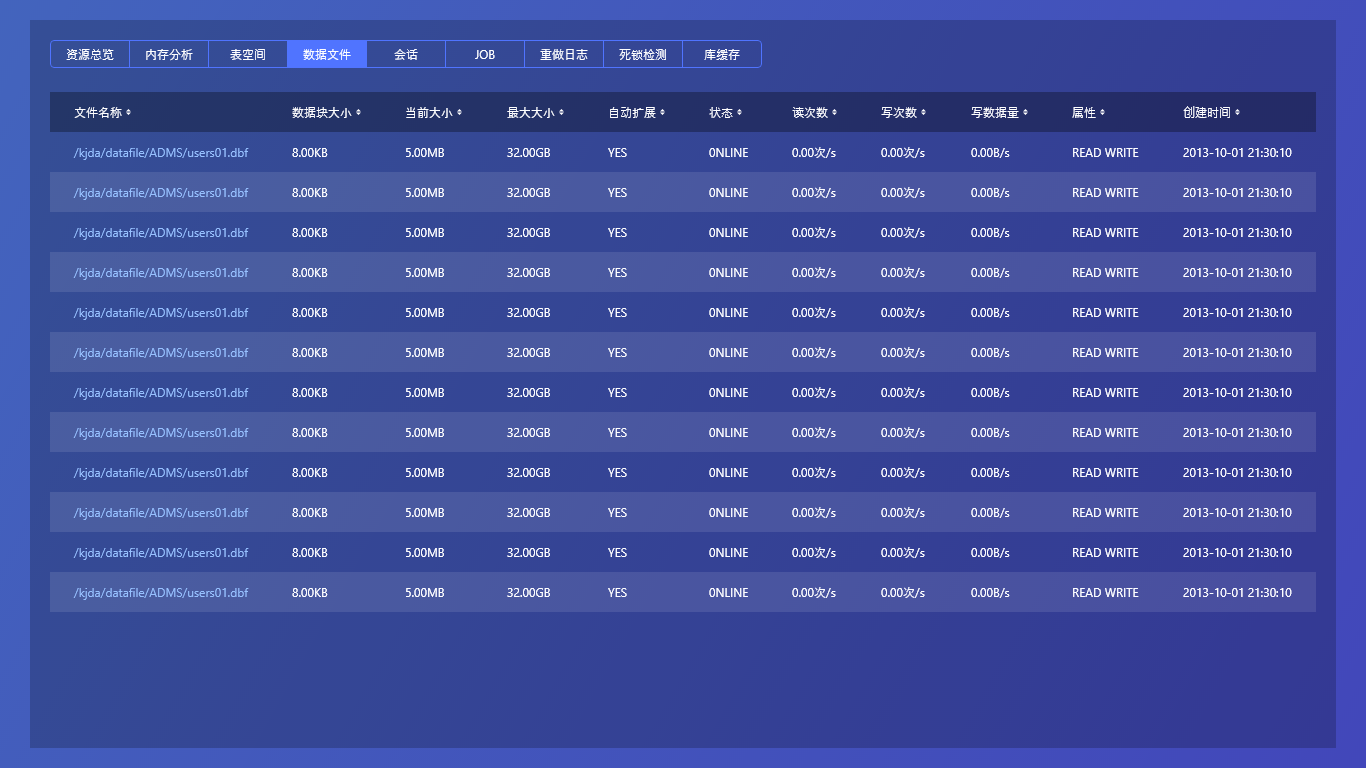 资源总览 内存分析 表空间 数据文件 会话 JOB 重做日志 死锁检测 库缓存
文件名称 数据块大小 当前大小 最大大小 自动扩展 状态 读次数 写次数 写数据量 属性 创建时间
/kjda/datafile/ADMS/users01.dbf 8.00KB 5.00MB 32.00GB YES 0NLINE 0.00次/s 0.00次/s 0.00B/s READ WRITE 2013-10-01 21:30:10
/kjda/datafile/ADMS/users01.dbf 8.00KB 5.00MB 32.00GB YES 0NLINE 0.00次/s 0.00次/s 0.00B/s READ WRITE 2013-10-01 21:30:10
/kjda/datafile/ADMS/users01.dbf 8.00KB 5.00MB 32.00GB YES 0NLINE 0.00次/s 0.00次/s 0.00B/s READ WRITE 2013-10-01 21:30:10
/kjda/datafile/ADMS/users01.dbf 8.00KB 5.00MB 32.00GB YES 0NLINE 0.00次/s 0.00次/s 0.00B/s READ WRITE 2013-10-01 21:30:10
/kjda/datafile/ADMS/users01.dbf 8.00KB 5.00MB 32.00GB YES 0NLINE 0.00次/s 0.00次/s 0.00B/s READ WRITE 2013-10-01 21:30:10
/kjda/datafile/ADMS/users01.dbf 8.00KB 5.00MB 32.00GB YES 0NLINE 0.00次/s 0.00次/s 0.00B/s READ WRITE 2013-10-01 21:30:10
/kjda/datafile/ADMS/users01.dbf 8.00KB 5.00MB 32.00GB YES 0NLINE 0.00次/s 0.00次/s 0.00B/s READ WRITE 2013-10-01 21:30:10
/kjda/datafile/ADMS/users01.dbf 8.00KB 5.00MB 32.00GB YES 0NLINE 0.00次/s 0.00次/s 0.00B/s READ WRITE 2013-10-01 21:30:10
/kjda/datafile/ADMS/users01.dbf 8.00KB 5.00MB 32.00GB YES 0NLINE 0.00次/s 0.00次/s 0.00B/s READ WRITE 2013-10-01 21:30:10
/kjda/datafile/ADMS/users01.dbf 8.00KB 5.00MB 32.00GB YES 0NLINE 0.00次/s 0.00次/s 0.00B/s READ WRITE 2013-10-01 21:30:10
/kjda/datafile/ADMS/users01.dbf 8.00KB 5.00MB 32.00GB YES 0NLINE 0.00次/s 0.00次/s 0.00B/s READ WRITE 2013-10-01 21:30:10
/kjda/datafile/ADMS/users01.dbf 8.00KB 5.00MB 32.00GB YES 0NLINE 0.00次/s 0.00次/s 0.00B/s READ WRITE 2013-10-01 21:30:10